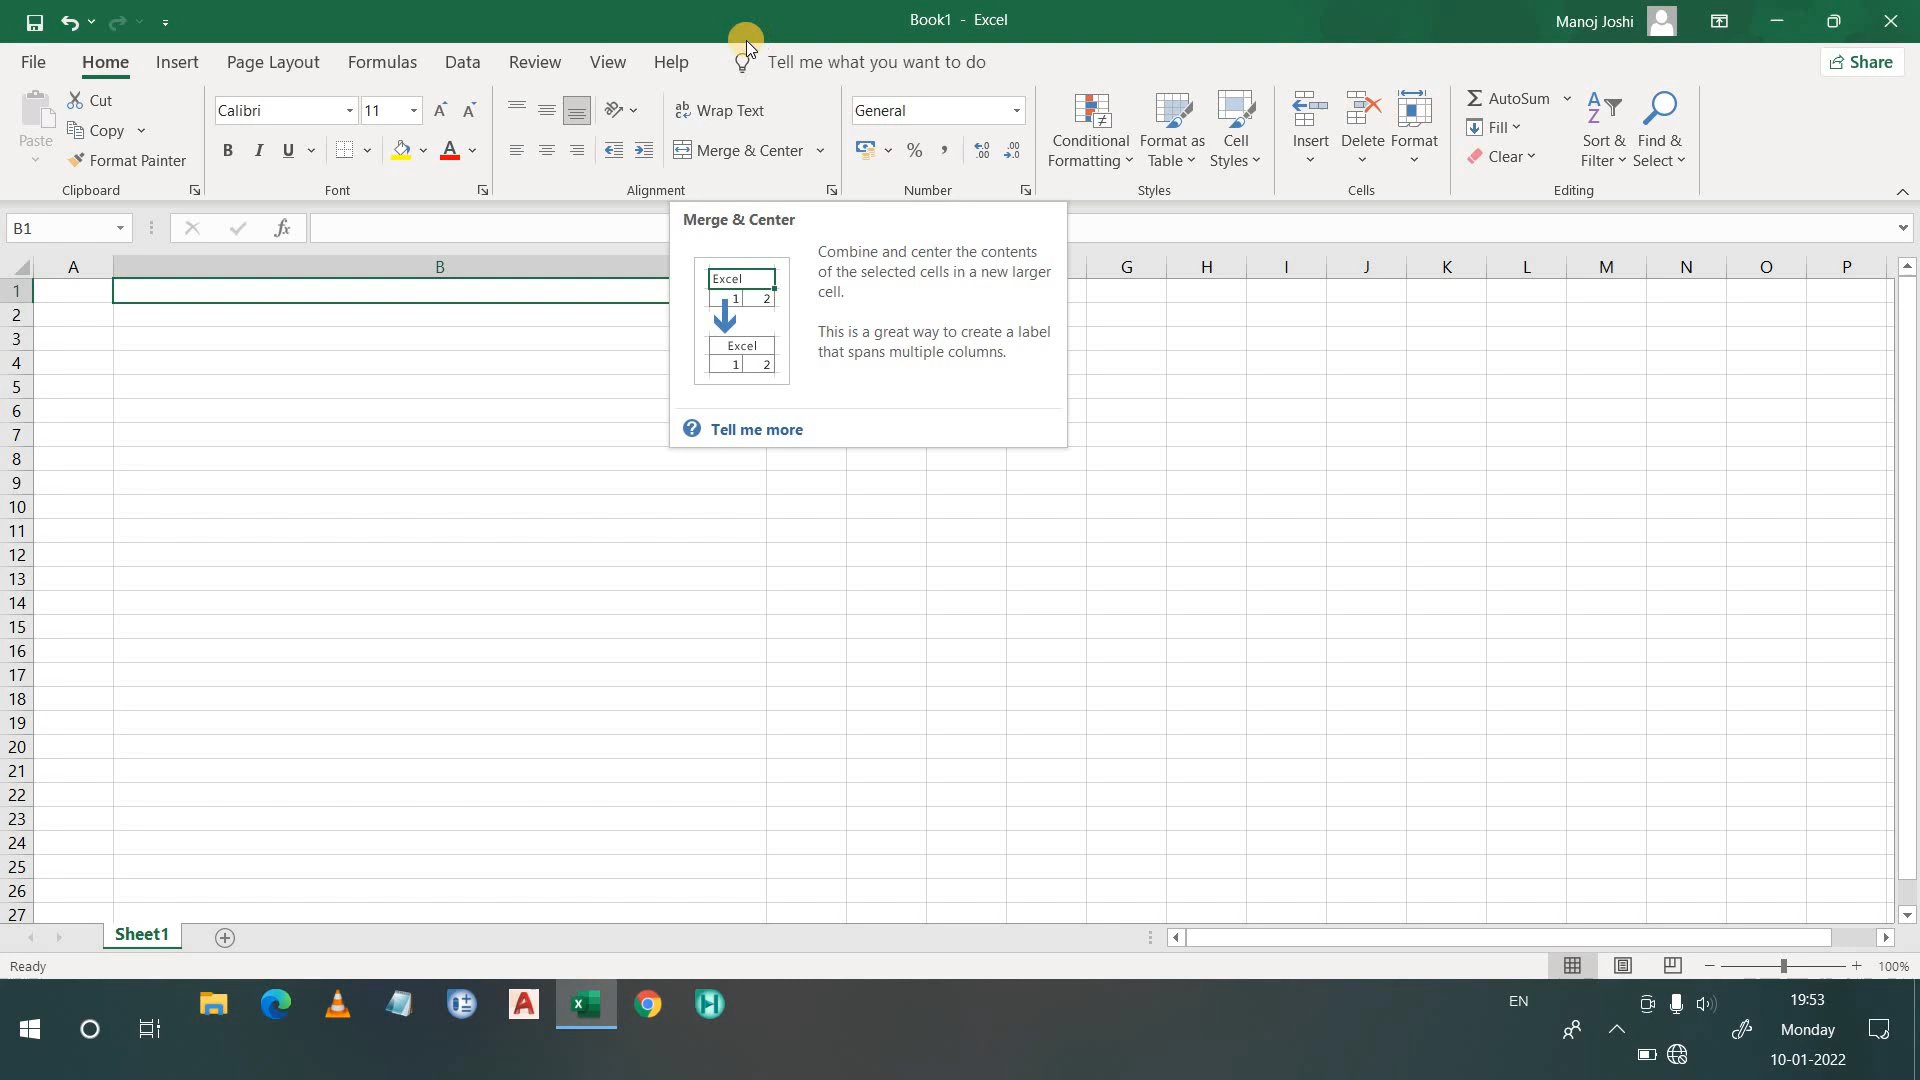 Book1 - Excel
Manoj Joshi
File Home Insert Page Layout Formulas Data Review View Help Tell me what you want to do
Share
Paste
Cut
Copy
Format Painter
Clipboard
Calibri 11
B I U A
Font
ab Wrap Text
Merge & Center
Alignment
General
% ,
Number
Conditional Formatting
Format as Table
Cell Styles
Styles
Insert
Delete
Format
Cells
AutoSum
Fill
Clear
Sort & Filter
Find & Select
Editing
B1
fx
Merge & Center
Combine and center the contents
of the selected cells in a new larger
cell.
This is a great way to create a label
that spans multiple columns.
Excel
1 2
Excel
1 2
Tell me more
A B G H I J K L M N O P
1
2
3
4
5
6
7
8
9
10
11
12
13
14
15
16
17
18
19
20
21
22
23
24
25
26
27
Sheet1
Ready
100%
EN
19:53
Monday
10-01-2022